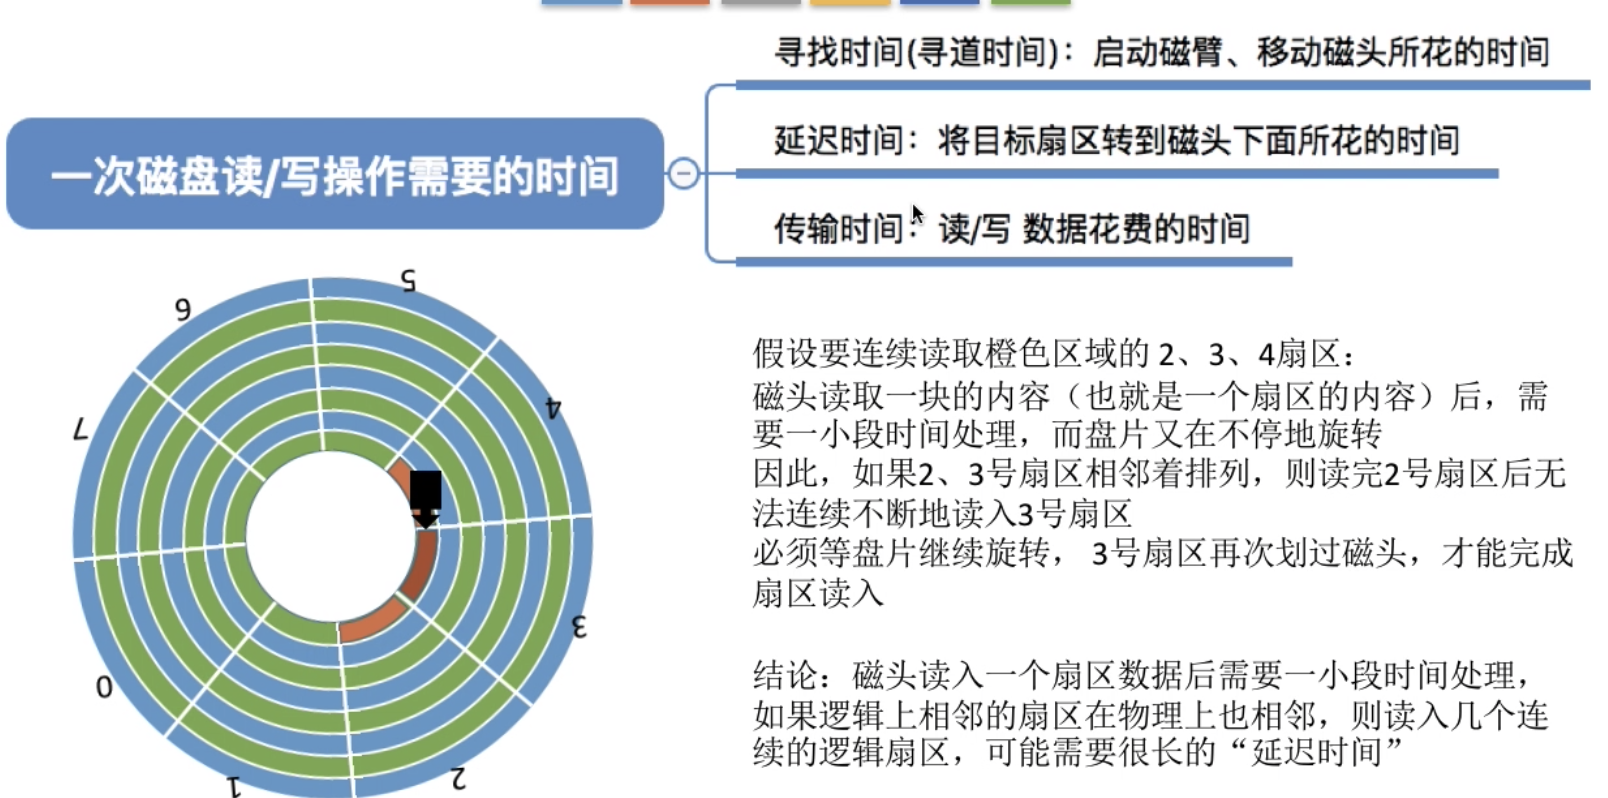 寻找时间(寻道时间)：启动磁臂、移动磁头所花的时间
一次磁盘读/写操作需要的时间
延迟时间：将目标扇区转到磁头下面所花的时间
传输时间：读/写 数据花费的时间
5
6
4
7
3
0
2
1
假设要连续读取橙色区域的 2、3、4扇区：
磁头读取一块的内容（也就是一个扇区的内容）后，需
要一小段时间处理，而盘片又在不停地旋转
因此，如果2、3号扇区相邻着排列，则读完2号扇区后无
法连续不断地读入3号扇区
必须等盘片继续旋转， 3号扇区再次划过磁头，才能完成
扇区读入
结论：磁头读入一个扇区数据后需要一小段时间处理，
如果逻辑上相邻的扇区在物理上也相邻，则读入几个连
续的逻辑扇区，可能需要很长的“延迟时间”